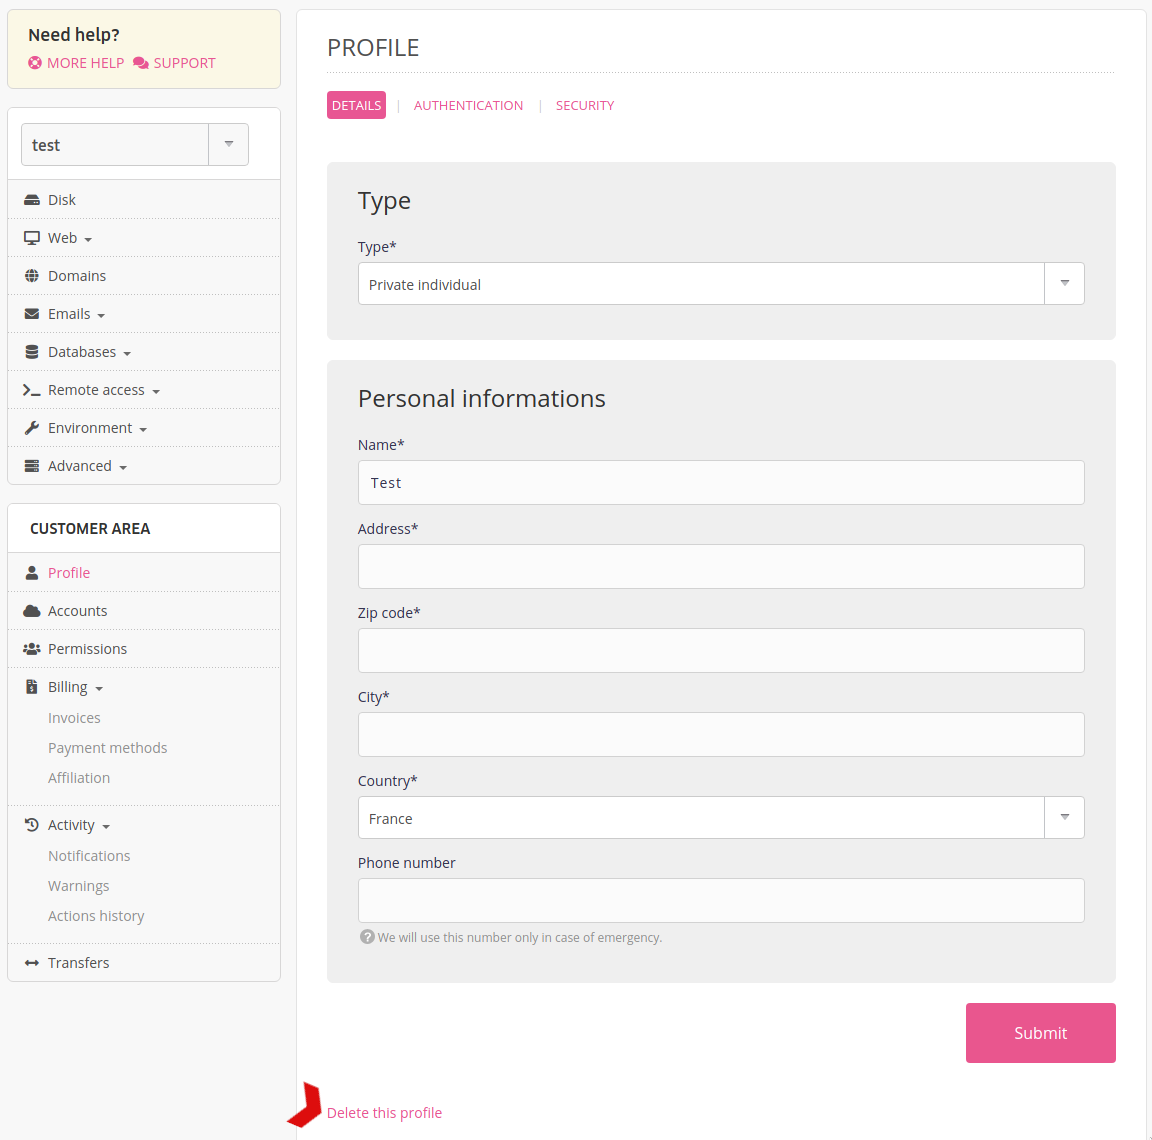 Need help?
MORE HELP SUPPORT
test
Disk
Web
Domains
Emails
Databases
Remote access
Environment
Advanced
CUSTOMER AREA
Profile
Accounts
Permissions
Billing
Invoices
Payment methods
Affiliation
Activity
Notifications
Warnings
Actions history
Transfers
PROFILE
DETAILS | AUTHENTICATION | SECURITY
Type
Type*
Private individual
Personal informations
Name*
Test
Address*
Zip code*
City*
Country*
France
Phone number
? We will use this number only in case of emergency.
Submit
Delete this profile